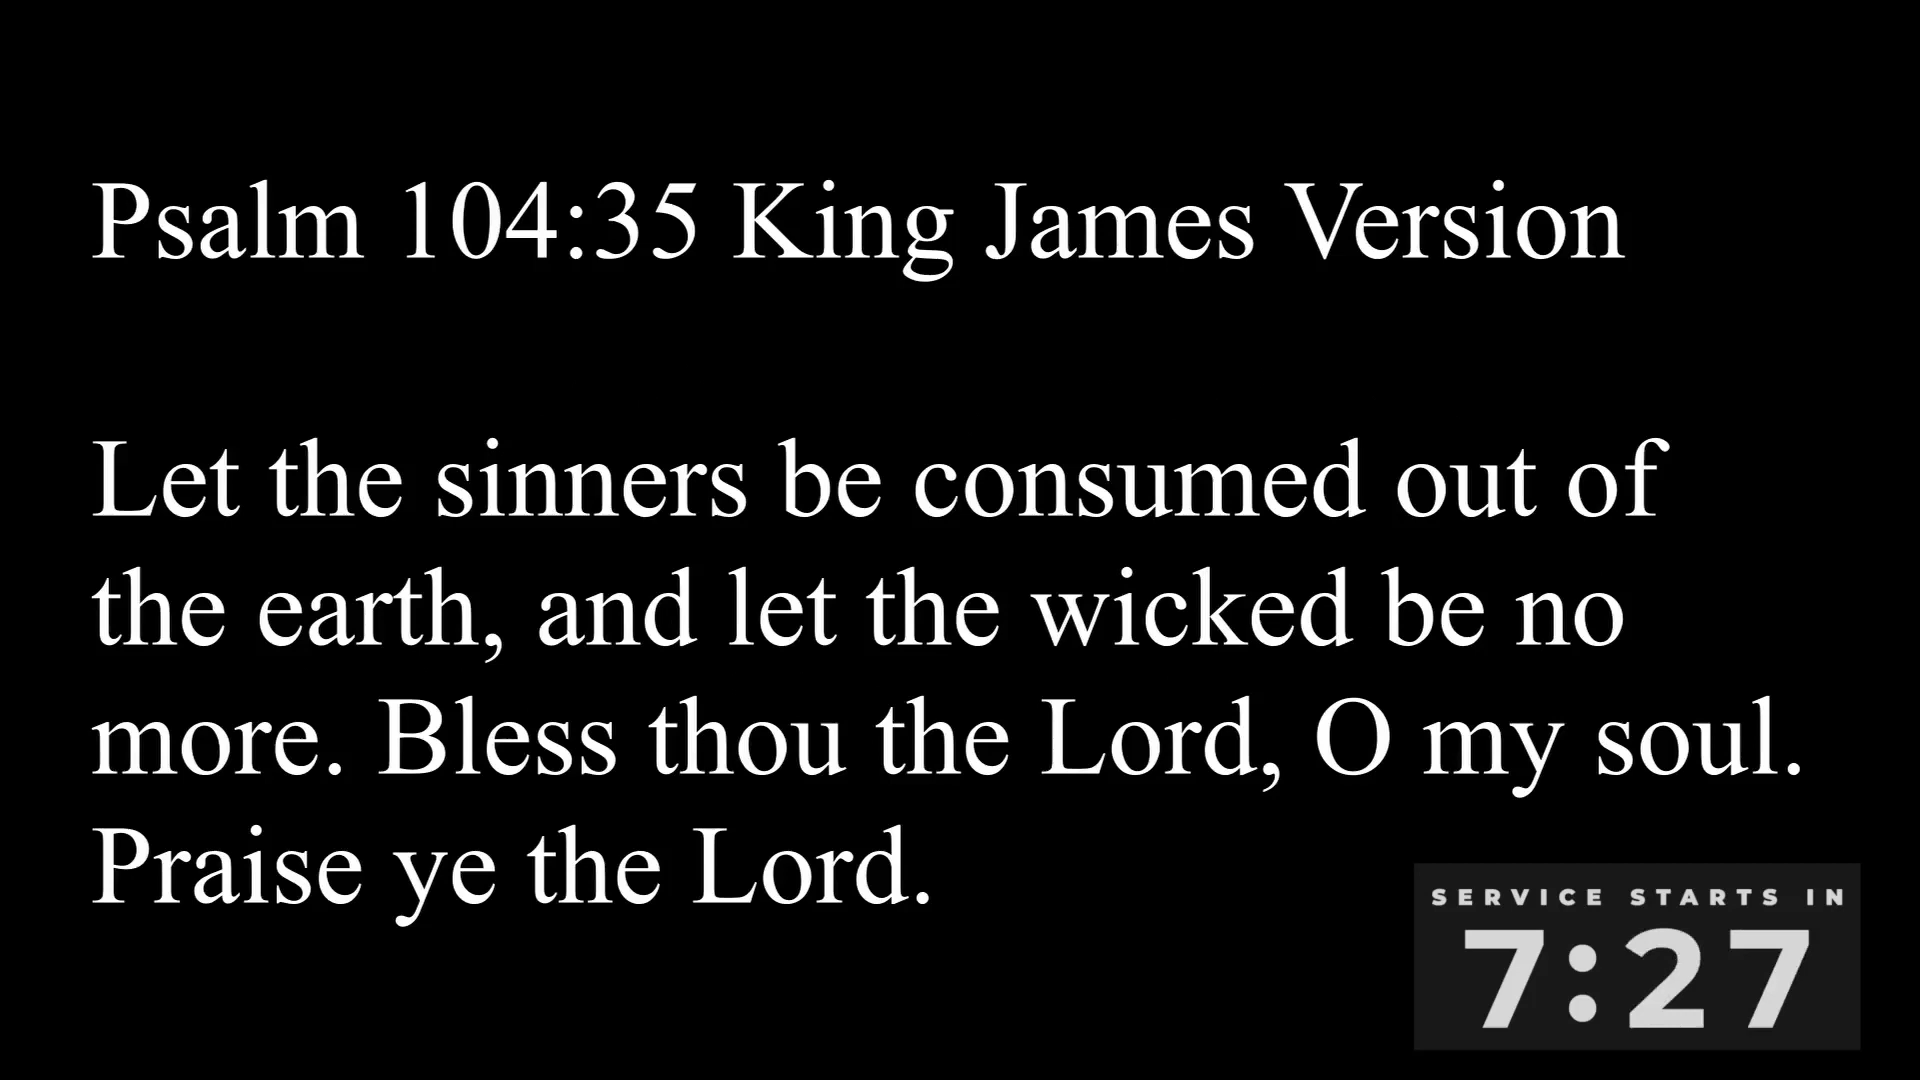 Psalm 104:35 King James Version
Let the sinners be consumed out of
the earth, and let the wicked be no
more. Bless thou the Lord, O my soul.
Praise ye the Lord.
SERVICE STARTS IN
7:27